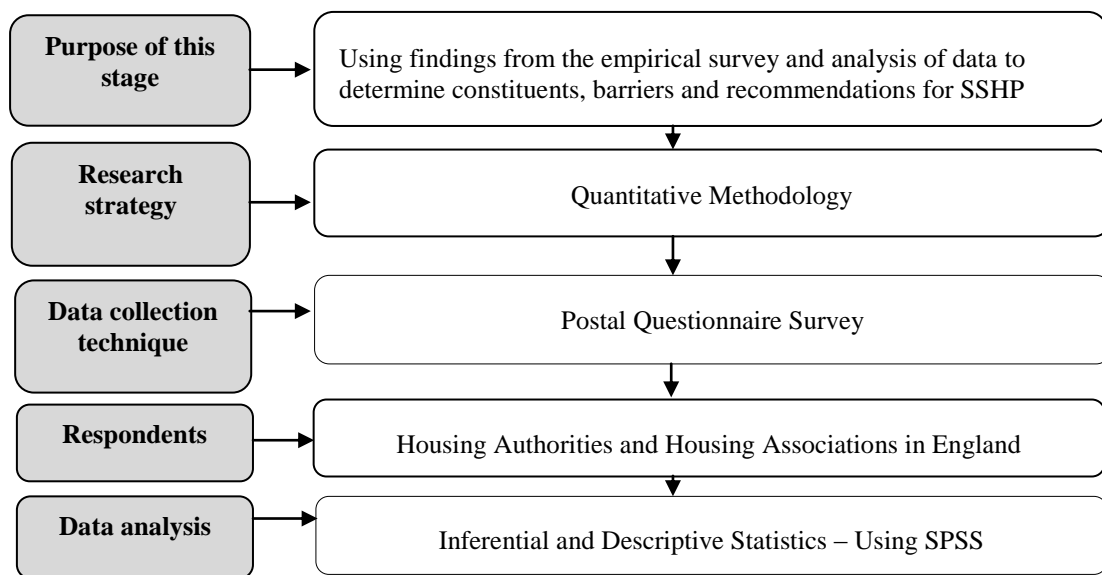 Purpose of this
stage
Using findings from the empirical survey and analysis of data to
determine constituents, barriers and recommendations for SSHP
Research
strategy
Quantitative Methodology
Data collection
technique
Postal Questionnaire Survey
Respondents
Housing Authorities and Housing Associations in England
Data analysis
Inferential and Descriptive Statistics – Using SPSS